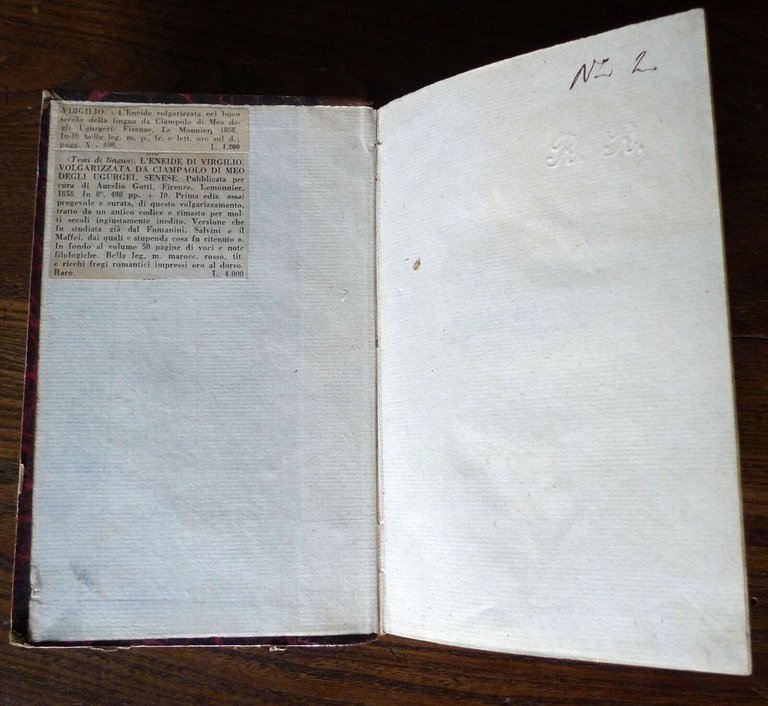 VIRGILIO. - L'Eneide volgarizzata nel buon
secolo della lingua da Ciampolo di Meo de-
gli Ugurgeri. Firenze, Le Monnier, 1858.
In-16 bella leg. m. p., fr. e lett. oro sul d.,
pagg. X - 498. L. 1,200
(Testi di lingua). L'ENEIDE DI VIRGILIO,
VOLGARIZZATA DA CIAMPAOLO DI MEO
DEGLI UGURGEI, SENESE. Pubblicata per
cura di Aurelio Gotti, Firenze, Lemonnier,
1858. In 8°, 498 pp. + 10. Prima ediz. assai
pregevole e curata, di questo volgarizzamento,
tratto da un antico codice e rimasto per mol-
ti secoli ingiustamente inedito. Versione che
fu studiata già dal Fontanini, Salvini e il
Maffei, dai quali « stupenda cosa fu ritenuto ».
In fondo al volume 50 pagine di voci e note
filologiche. Bella leg. m. marocc. rosso, tit.
e ricchi fregi romantici impressi oro al dorso.
Raro. L. 4.000
No 2